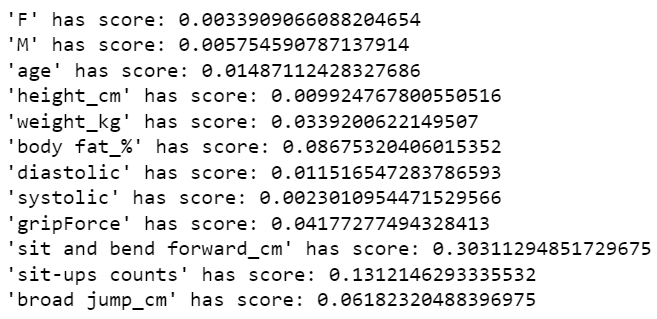 'F' has score: 0.0033909066088204654
'M' has score: 0.005754590787137914
'age' has score: 0.01487112428327686
'height_cm' has score: 0.009924767800550516
'weight_kg' has score: 0.0339200622149507
'body fat_%' has score: 0.08675320406015352
'diastolic' has score: 0.011516547283786593
'systolic' has score: 0.0023010954471529566
'gripForce' has score: 0.04177277494328413
'sit and bend forward_cm' has score: 0.30311294851729675
'sit-ups counts' has score: 0.1312146293335532
'broad jump_cm' has score: 0.06182320488396975